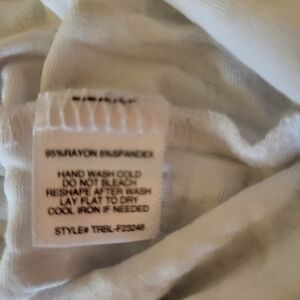 95%RAYON 5%SPANDEX
HAND WASH COLD
DO NOT BLEACH
RESHAPE AFTER WASH
LAY FLAT TO DRY
COOL IRON IF NEEDED
STYLE# TRBL-F23246